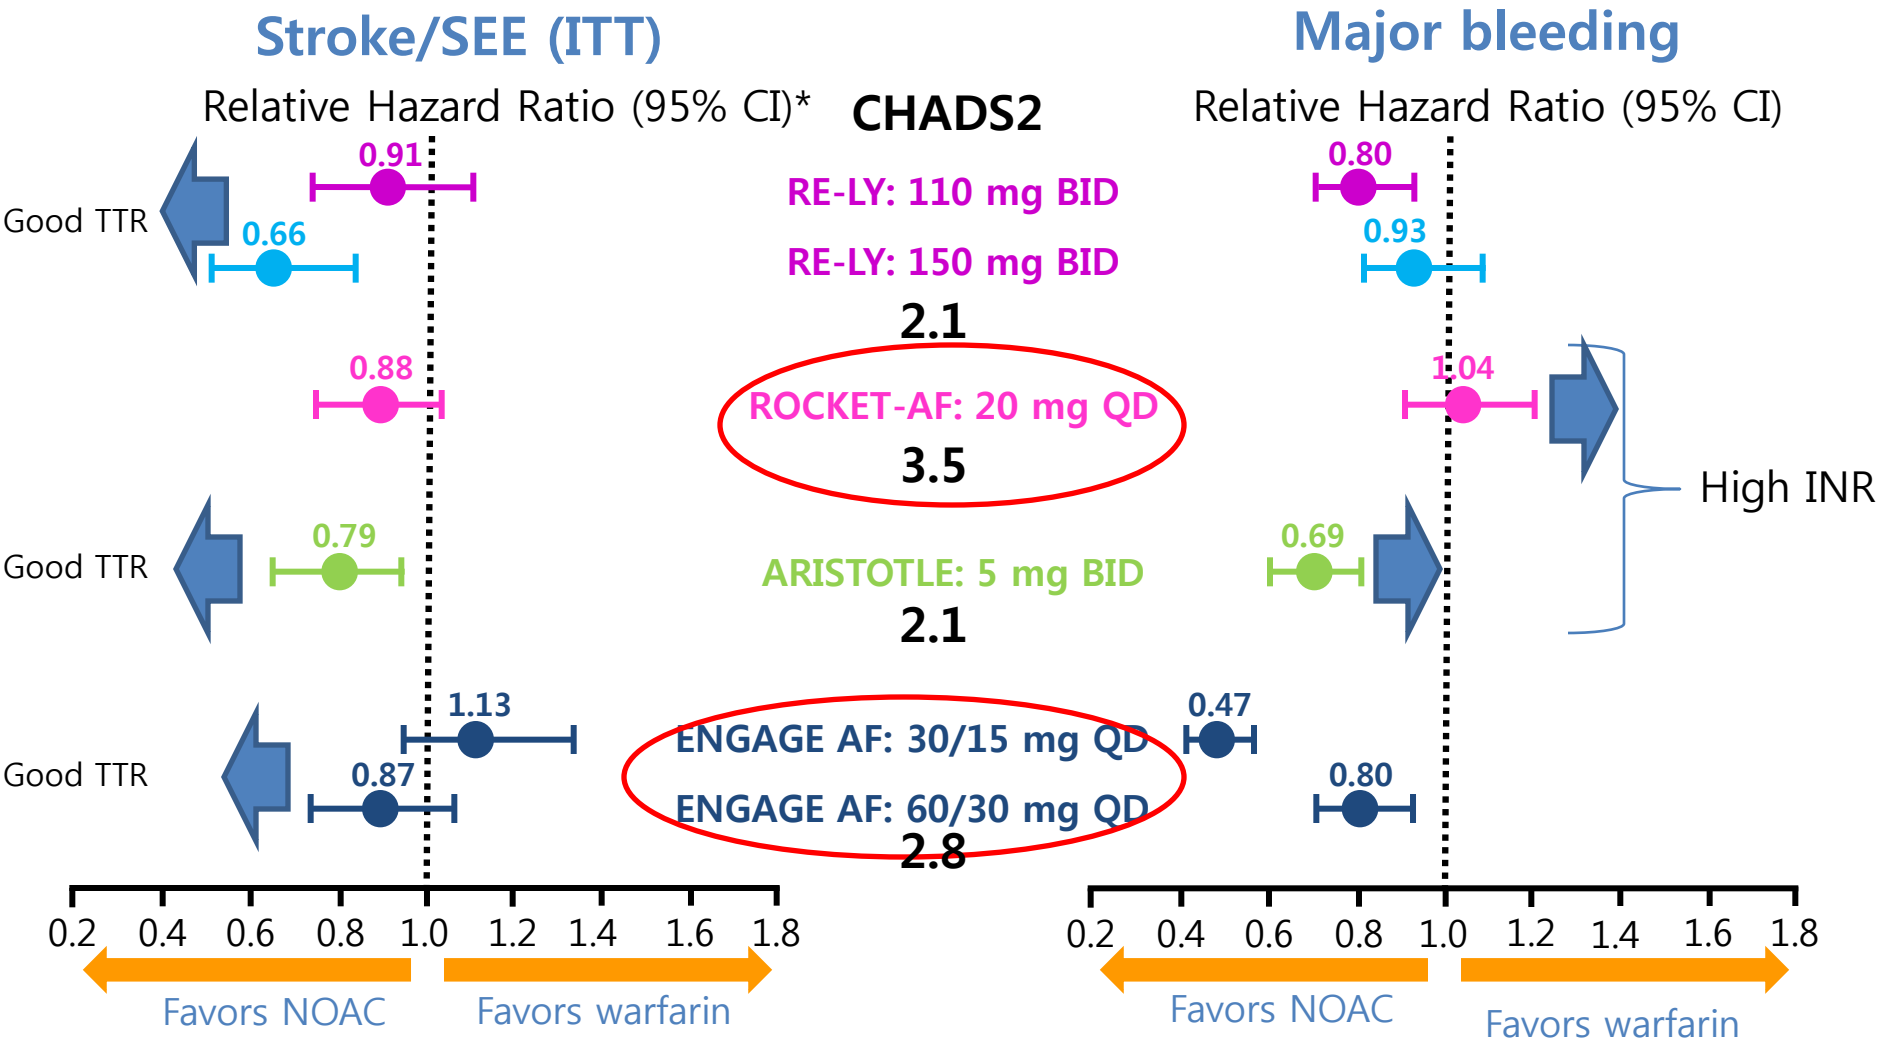 Stroke/SEE (ITT)
Major bleeding
Relative Hazard Ratio (95% CI)*
CHADS2
Relative Hazard Ratio (95% CI)
0.91
RE-LY: 110 mg BID
0.80
Good TTR
0.66
RE-LY: 150 mg BID
0.93
2.1
0.88
ROCKET-AF: 20 mg QD
1.04
3.5
High INR
Good TTR
0.79
ARISTOTLE: 5 mg BID
0.69
2.1
1.13
ENGAGE AF: 30/15 mg QD
0.47
Good TTR
0.87
ENGAGE AF: 60/30 mg QD
0.80
2.8
0.2 0.4 0.6 0.8 1.0 1.2 1.4 1.6 1.8
0.2 0.4 0.6 0.8 1.0 1.2 1.4 1.6 1.8
Favors NOAC
Favors warfarin
Favors NOAC
Favors warfarin